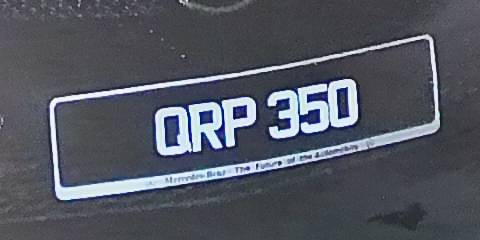 QRP 350
Mercedes-Benz The Future of the Automobile